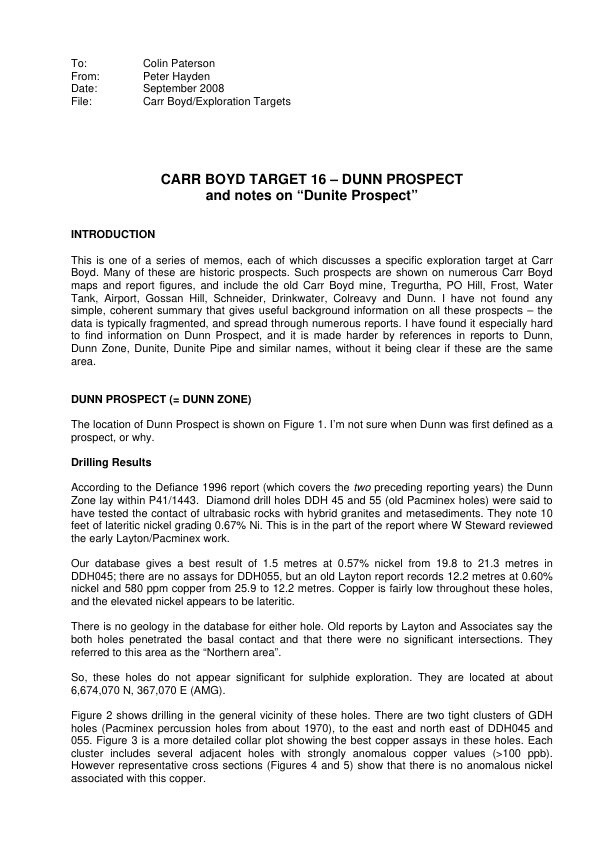 To: Colin Paterson
From: Peter Hayden
Date: September 2008
File: Carr Boyd/Exploration Targets
CARR BOYD TARGET 16 – DUNN PROSPECT
and notes on “Dunite Prospect”
INTRODUCTION
This is one of a series of memos, each of which discusses a specific exploration target at Carr
Boyd. Many of these are historic prospects. Such prospects are shown on numerous Carr Boyd
maps and report figures, and include the old Carr Boyd mine, Tregurtha, PO Hill, Frost, Water
Tank, Airport, Gossan Hill, Schneider, Drinkwater, Colreavy and Dunn. I have not found any
simple, coherent summary that gives useful background information on all these prospects – the
data is typically fragmented, and spread through numerous reports. I have found it especially hard
to find information on Dunn Prospect, and it is made harder by references in reports to Dunn,
Dunn Zone, Dunite, Dunite Pipe and similar names, without it being clear if these are the same
area.
DUNN PROSPECT (= DUNN ZONE)
The location of Dunn Prospect is shown on Figure 1. I’m not sure when Dunn was first defined as a
prospect, or why.
Drilling Results
According to the Defiance 1996 report (which covers the two preceding reporting years) the Dunn
Zone lay within P41/1443. Diamond drill holes DDH 45 and 55 (old Pacminex holes) were said to
have tested the contact of ultrabasic rocks with hybrid granites and metasediments. They note 10
feet of lateritic nickel grading 0.67% Ni. This is in the part of the report where W Steward reviewed
the early Layton/Pacminex work.
Our database gives a best result of 1.5 metres at 0.57% nickel from 19.8 to 21.3 metres in
DDH045; there are no assays for DDH055, but an old Layton report records 12.2 metres at 0.60%
nickel and 580 ppm copper from 25.9 to 12.2 metres. Copper is fairly low throughout these holes,
and the elevated nickel appears to be lateritic.
There is no geology in the database for either hole. Old reports by Layton and Associates say the
both holes penetrated the basal contact and that there were no significant intersections. They
referred to this area as the “Northern area”.
So, these holes do not appear significant for sulphide exploration. They are located at about
6,674,070 N, 367,070 E (AMG).
Figure 2 shows drilling in the general vicinity of these holes. There are two tight clusters of GDH
holes (Pacminex percussion holes from about 1970), to the east and north east of DDH045 and
055. Figure 3 is a more detailed collar plot showing the best copper assays in these holes. Each
cluster includes several adjacent holes with strongly anomalous copper values (>100 ppb).
However representative cross sections (Figures 4 and 5) show that there is no anomalous nickel
associated with this copper.